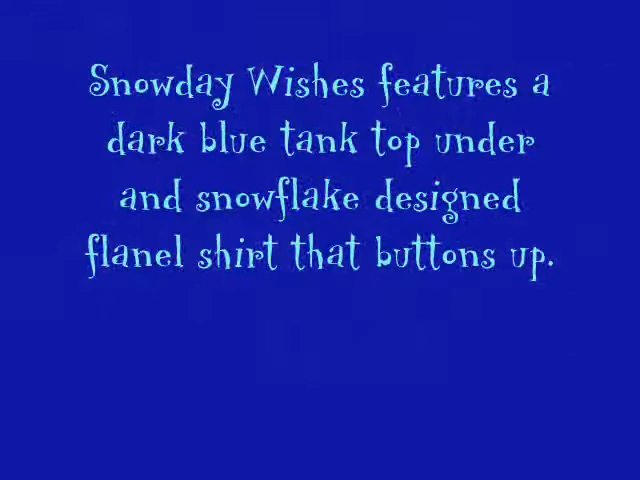 Snowday Wishes features a
dark blue tank top under
and snowflake designed
flanel shirt that buttons up.